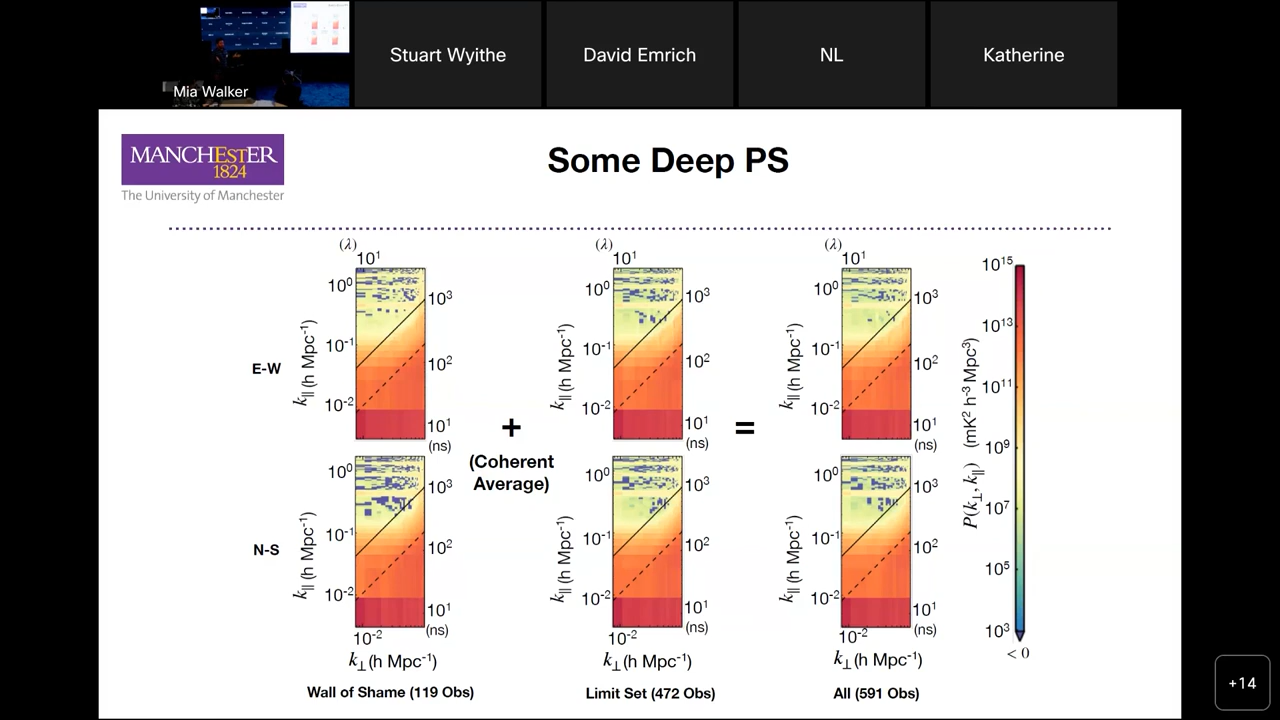 Mia Walker
Stuart Wyithe
David Emrich
NL
Katherine
MANCHESTER
1824
The University of Manchester
Some Deep PS
(λ)
(λ)
(λ)
10¹
10¹
10¹
10⁰
10⁻¹
10⁻²
10³
10²
10¹
(ns)
k∥(h Mpc⁻¹)
10⁰
10⁻¹
10⁻²
10³
10²
10¹
(ns)
k∥(h Mpc⁻¹)
10⁰
10⁻¹
10⁻²
10³
10²
10¹
(ns)
k∥(h Mpc⁻¹)
E-W
+
(Coherent
Average)
=
N-S
10⁰
10⁻¹
10⁻²
10³
10²
10¹
(ns)
k∥(h Mpc⁻¹)
10⁰
10⁻¹
10⁻²
10³
10²
10¹
(ns)
k∥(h Mpc⁻¹)
10⁰
10⁻¹
10⁻²
10³
10²
10¹
(ns)
k∥(h Mpc⁻¹)
10⁻²
10⁻²
10⁻²
k⊥(h Mpc⁻¹)
k⊥(h Mpc⁻¹)
k⊥(h Mpc⁻¹)
Wall of Shame (119 Obs)
Limit Set (472 Obs)
All (591 Obs)
10¹⁵
10¹³
10¹¹
10⁹
10⁷
10⁵
10³
< 0
P(k⊥, k∥) (mK² h⁻³ Mpc³)
+14